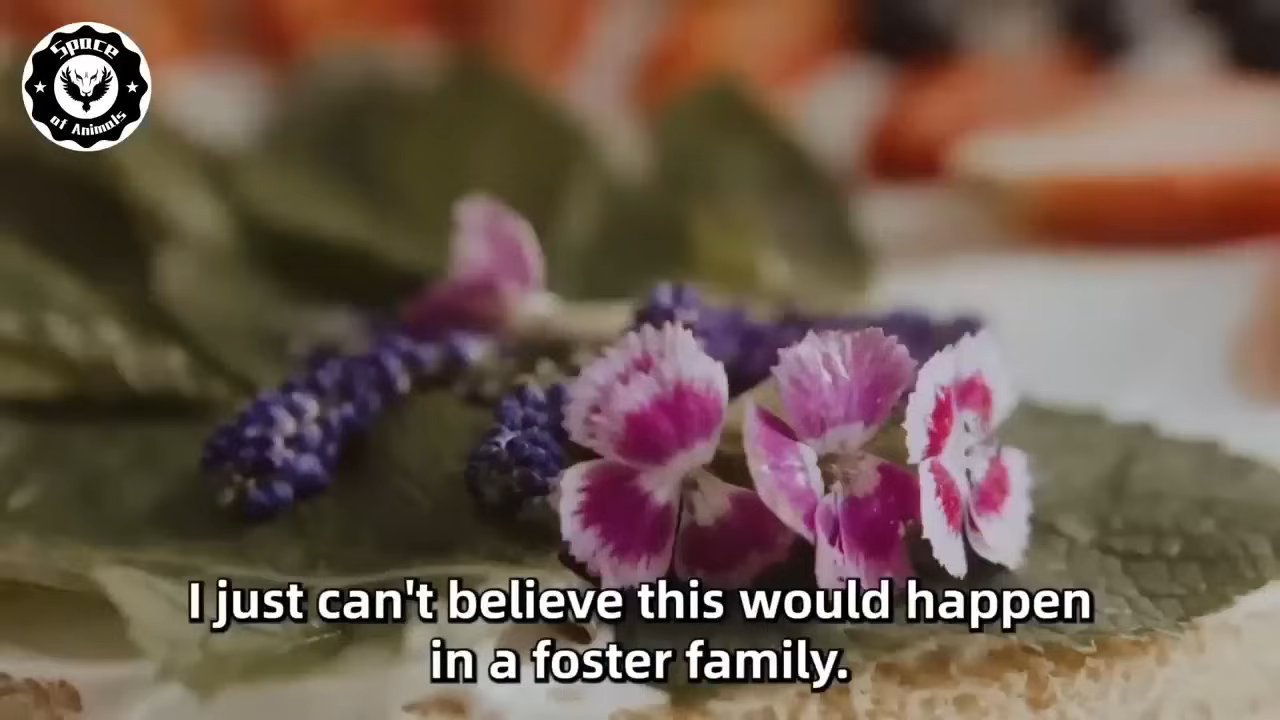 Space
of Animals
I just can't believe this would happen
in a foster family.